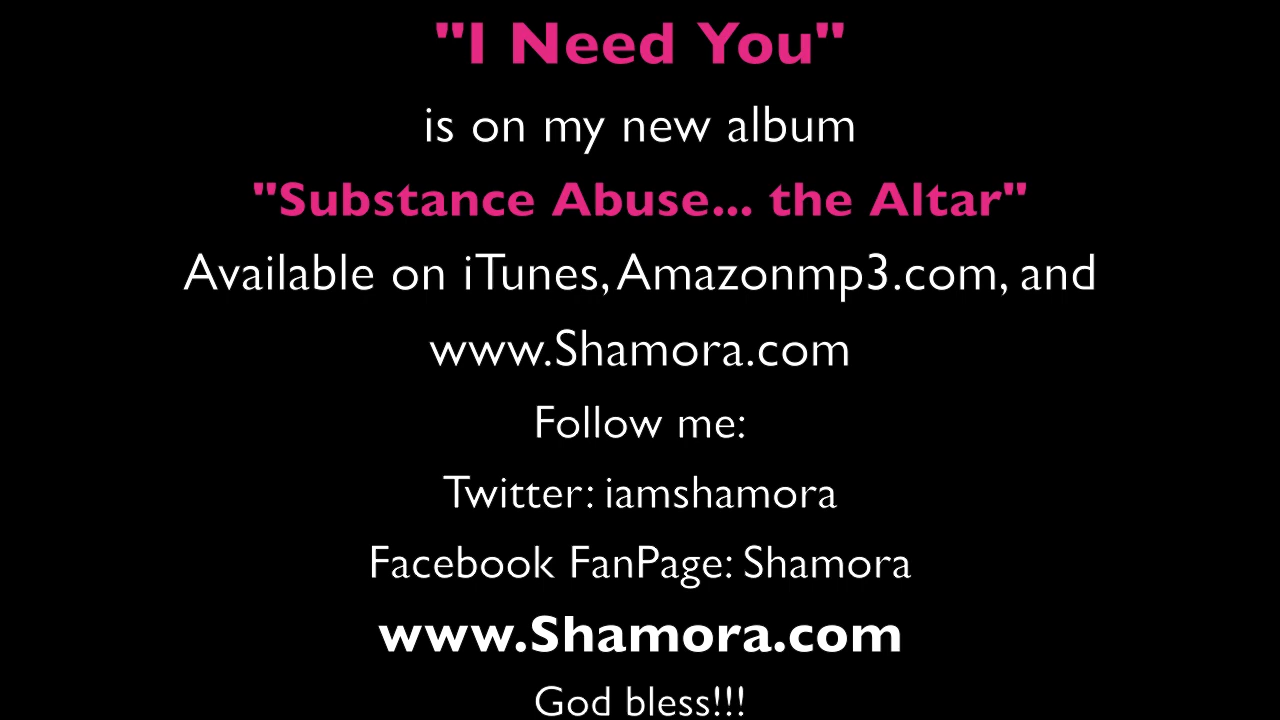 "I Need You"
is on my new album
"Substance Abuse... the Altar"
Available on iTunes, Amazonmp3.com, and
www.Shamora.com
Follow me:
Twitter: iamshamora
Facebook FanPage: Shamora
www.Shamora.com
God bless!!!